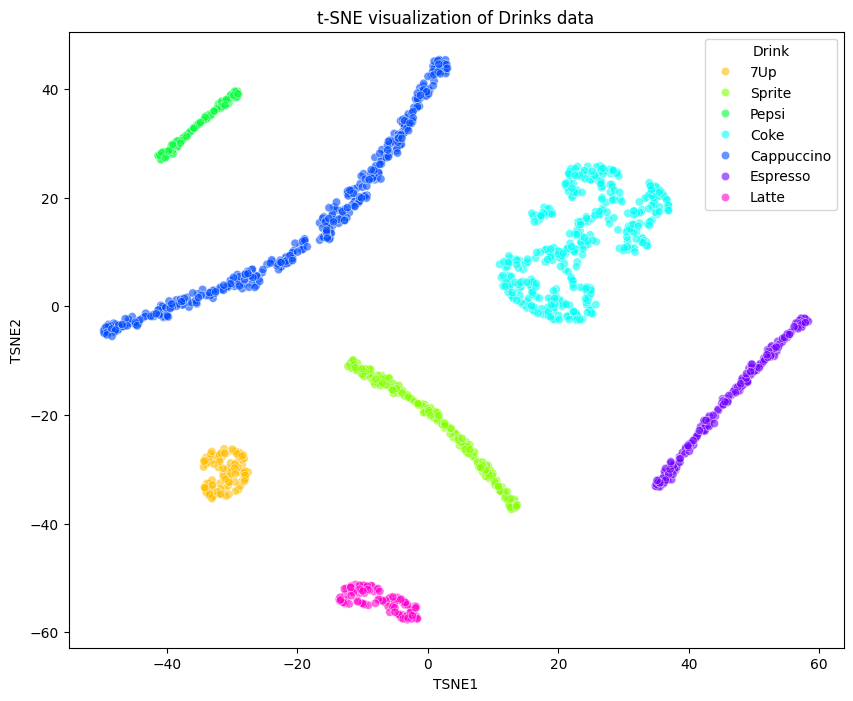 t-SNE visualization of Drinks data
Drink
7Up
Sprite
Pepsi
Coke
Cappuccino
Espresso
Latte
TSNE2
40
20
0
−20
−40
−60
−40
−20
0
20
40
60
TSNE1